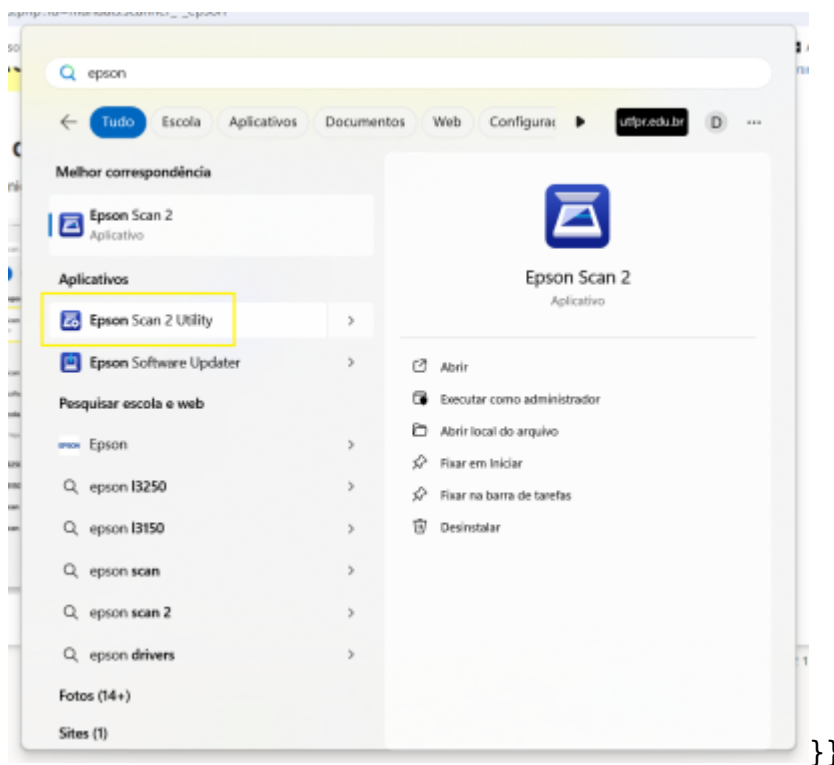 epson
Tudo Escola Aplicativos Documentos Web Configuraç utfpr.edu.br D ...
Melhor correspondência
Epson Scan 2
Aplicativo
Epson Scan 2
Aplicativo
Aplicativos
Epson Scan 2 Utility
Epson Software Updater
Pesquisar escola e web
EPSON Epson
epson l3250
epson l3150
epson scan
epson scan 2
epson drivers
Fotos (14+)
Sites (1)
Abrir
Executar como administrador
Abrir local do arquivo
Fixar em Iniciar
Fixar na barra de tarefas
Desinstalar
}}